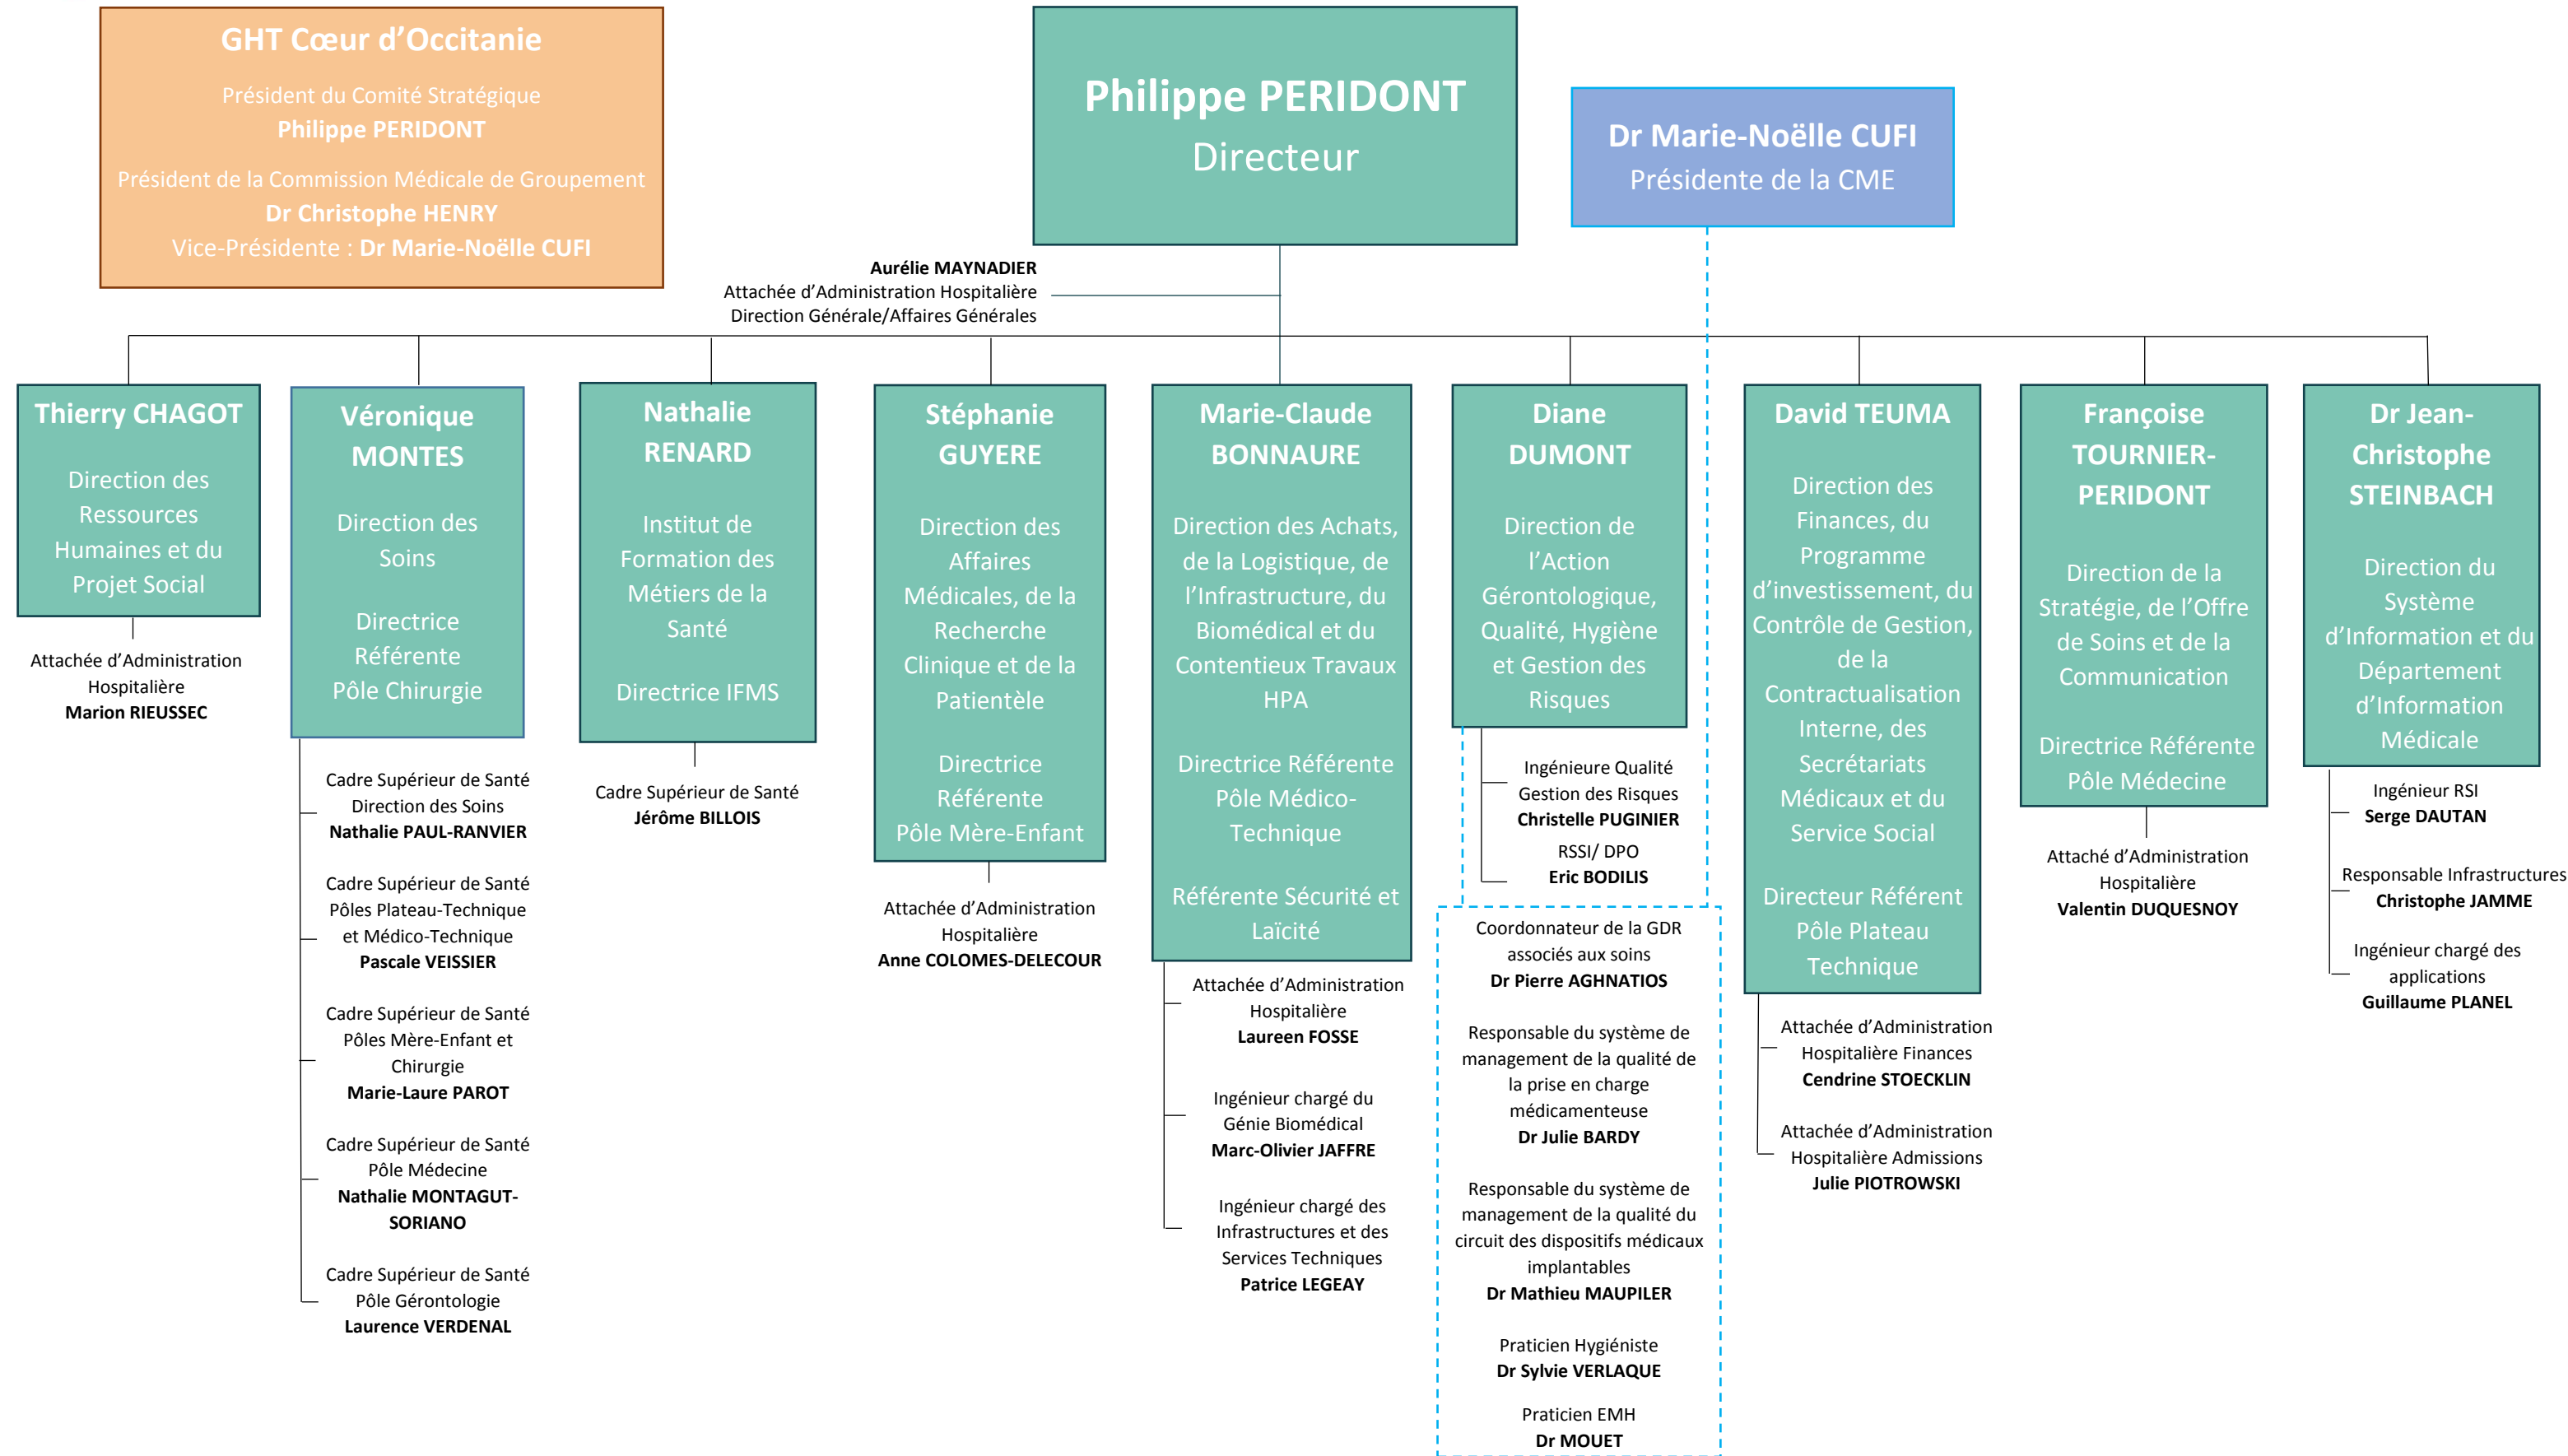 GHT Cœur d’Occitanie
Président du Comité Stratégique
Philippe PERIDONT
Président de la Commission Médicale de Groupement
Dr Christophe HENRY
Vice-Présidente : Dr Marie-Noëlle CUFI
Philippe PERIDONT
Directeur
Dr Marie-Noëlle CUFI
Présidente de la CME
Aurélie MAYNADIER
Attachée d’Administration Hospitalière
Direction Générale/Affaires Générales
Thierry CHAGOT
Direction des
Ressources
Humaines et du
Projet Social
Attachée d’Administration
Hospitalière
Marion RIEUSSEC
Véronique
MONTES
Direction des
Soins
Directrice
Référente
Pôle Chirurgie
Cadre Supérieur de Santé
Direction des Soins
Nathalie PAUL-RANVIER
Cadre Supérieur de Santé
Pôles Plateau-Technique
et Médico-Technique
Pascale VEISSIER
Cadre Supérieur de Santé
Pôles Mère-Enfant et
Chirurgie
Marie-Laure PAROT
Cadre Supérieur de Santé
Pôle Médecine
Nathalie MONTAGUT-
SORIANO
Cadre Supérieur de Santé
Pôle Gérontologie
Laurence VERDENAL
Nathalie
RENARD
Institut de
Formation des
Métiers de la
Santé
Directrice IFMS
Cadre Supérieur de Santé
Jérôme BILLOIS
Stéphanie
GUYERE
Direction des
Affaires
Médicales, de la
Recherche
Clinique et de la
Patientèle
Directrice
Référente
Pôle Mère-Enfant
Attachée d’Administration
Hospitalière
Anne COLOMES-DELECOUR
Marie-Claude
BONNAURE
Direction des Achats,
de la Logistique, de
l’Infrastructure, du
Biomédical et du
Contentieux Travaux
HPA
Directrice Référente
Pôle Médico-
Technique
Référente Sécurité et
Laïcité
Attachée d’Administration
Hospitalière
Laureen FOSSE
Ingénieur chargé du
Génie Biomédical
Marc-Olivier JAFFRE
Ingénieur chargé des
Infrastructures et des
Services Techniques
Patrice LEGEAY
Diane
DUMONT
Direction de
l’Action
Gérontologique,
Qualité, Hygiène
et Gestion des
Risques
Ingénieure Qualité
Gestion des Risques
Christelle PUGINIER
RSSI/ DPO
Eric BODILIS
Coordonnateur de la GDR
associés aux soins
Dr Pierre AGHNATIOS
Responsable du système de
management de la qualité de
la prise en charge
médicamenteuse
Dr Julie BARDY
Responsable du système de
management de la qualité du
circuit des dispositifs médicaux
implantables
Dr Mathieu MAUPILER
Praticien Hygiéniste
Dr Sylvie VERLAQUE
Praticien EMH
Dr MOUET
David TEUMA
Direction des
Finances, du
Programme
d’investissement, du
Contrôle de Gestion,
de la
Contractualisation
Interne, des
Secrétariats
Médicaux et du
Service Social
Directeur Référent
Pôle Plateau
Technique
Attachée d’Administration
Hospitalière Finances
Cendrine STOECKLIN
Attachée d’Administration
Hospitalière Admissions
Julie PIOTROWSKI
Françoise
TOURNIER-
PERIDONT
Direction de la
Stratégie, de l’Offre
de Soins et de la
Communication
Directrice Référente
Pôle Médecine
Attaché d’Administration
Hospitalière
Valentin DUQUESNOY
Dr Jean-
Christophe
STEINBACH
Direction du
Système
d’Information et du
Département
d’Information
Médicale
Ingénieur RSI
Serge DAUTAN
Responsable Infrastructures
Christophe JAMME
Ingénieur chargé des
applications
Guillaume PLANEL